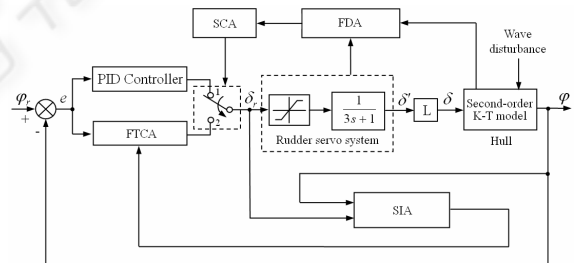 SCA
FDA
Wave
disturbance
φr
e
PID Controller
1
δr
1
3s+1
δ'
L
δ
Second-order
K-T model
φ
+
-
FTCA
2
Rudder servo system
Hull
SIA